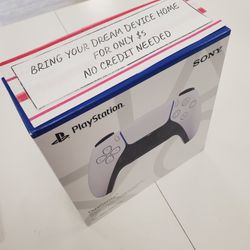 BRING YOUR DREAM DEVICE HOME
FOR ONLY $5
NO CREDIT NEEDED
SONY
PlayStation